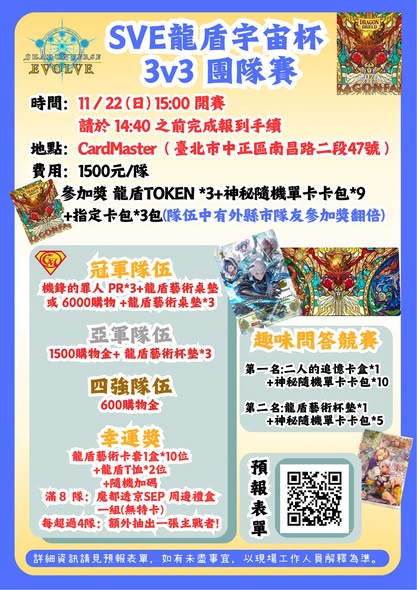 SHADOWVERSE
EVOLVE
SVE龍盾宇宙杯
3v3 團隊賽
DRAGON SHIELD
時間: 11 / 22 (日) 15:00 開賽
請於 14:40 之前完成報到手續
地點: CardMaster ( 臺北市中正區南昌路二段47號 )
費用: 1500元/隊
參加獎 龍盾TOKEN *3+神秘隨機單卡卡包*9
+指定卡包*3包(隊伍中有外縣市隊友參加獎翻倍)
冠軍隊伍
機鋒的罪人 PR*3+龍盾藝術桌墊
或 6000購物 +龍盾藝術桌墊*3
亞軍隊伍
1500購物金+ 龍盾藝術杯墊*3
四強隊伍
600購物金
幸運獎
龍盾藝術卡套1盒*10位
+龍盾T恤*2位
+隨機加碼
滿 8 隊: 魔都途京SEP 周邊禮盒
一組(無特卡)
每超過4隊: 額外抽出一張主戰者!
趣味問答競賽
第一名:二人的追憶卡盒*1
+神秘隨機單卡卡包*10
第二名:龍盾藝術杯墊*1
+神秘隨機單卡卡包*5
預報表單
詳細資訊請見預報表單，如有未盡事宜，以現場工作人員解釋為準。